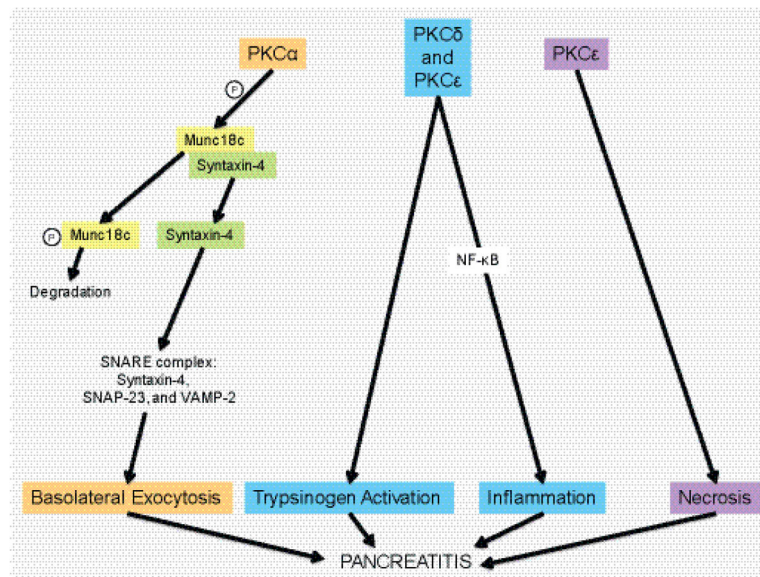 PKCα
PKCδ
and
PKCε
PKCε
P
Munc18c
Syntaxin-4
P
Munc18c
Syntaxin-4
NF-κB
Degradation
SNARE complex:
Syntaxin-4,
SNAP-23, and VAMP-2
Basolateral Exocytosis
Trypsinogen Activation
Inflammation
Necrosis
PANCREATITIS